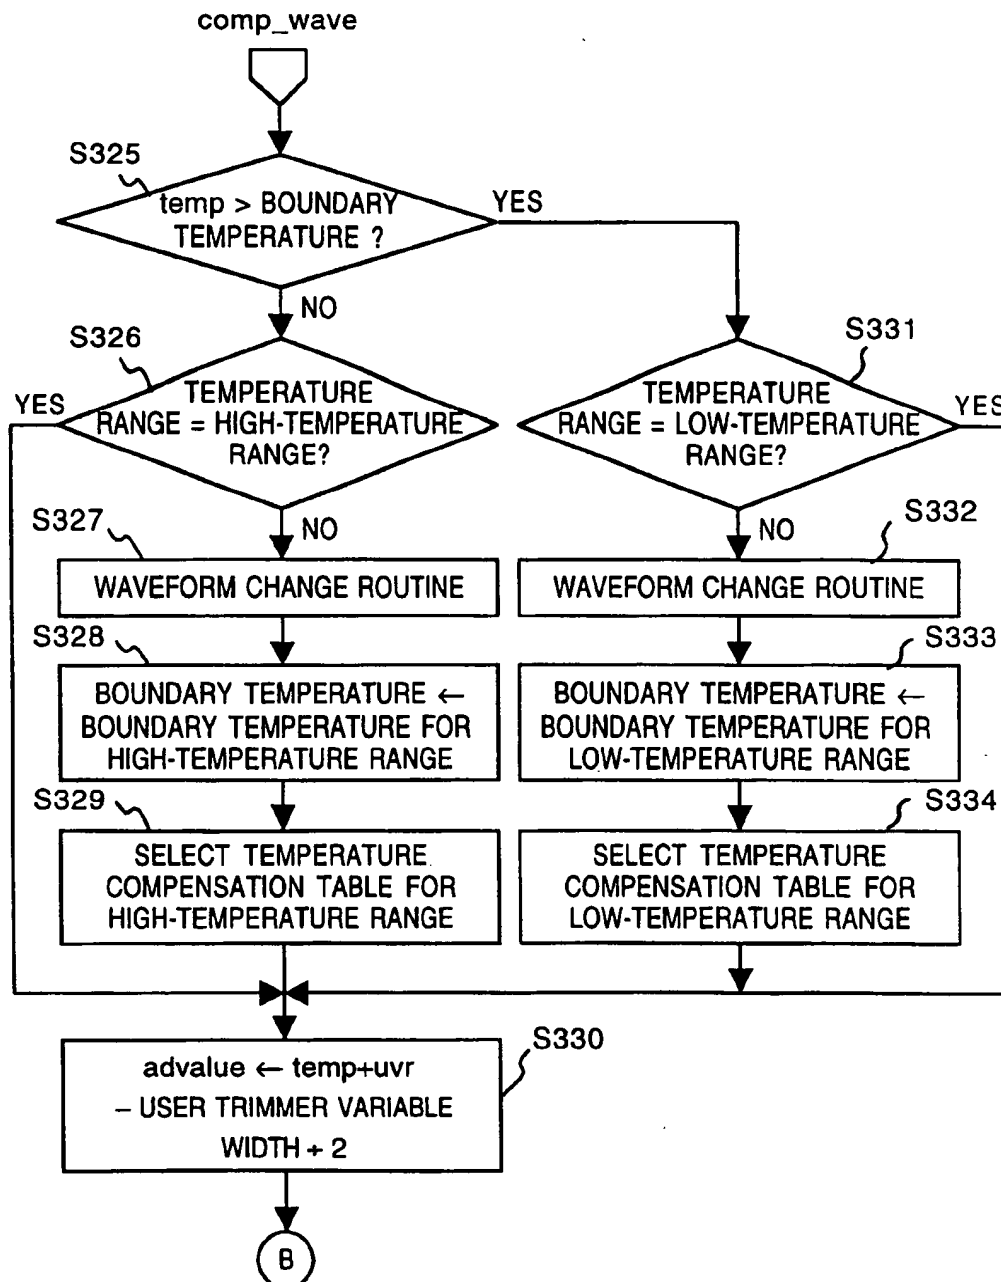 comp_wave
S325
temp > BOUNDARY
TEMPERATURE ?
YES
NO
S326
TEMPERATURE
RANGE = HIGH-TEMPERATURE
RANGE?
YES
NO
S331
TEMPERATURE
RANGE = LOW-TEMPERATURE
RANGE?
YES
NO
S327
WAVEFORM CHANGE ROUTINE
S332
WAVEFORM CHANGE ROUTINE
S328
BOUNDARY TEMPERATURE ←
BOUNDARY TEMPERATURE FOR
HIGH-TEMPERATURE RANGE
S333
BOUNDARY TEMPERATURE ←
BOUNDARY TEMPERATURE FOR
LOW-TEMPERATURE RANGE
S329
SELECT TEMPERATURE
COMPENSATION TABLE FOR
HIGH-TEMPERATURE RANGE
S334
SELECT TEMPERATURE
COMPENSATION TABLE FOR
LOW-TEMPERATURE RANGE
S330
advalue ← temp+uvr
– USER TRIMMER VARIABLE
WIDTH ÷ 2
B